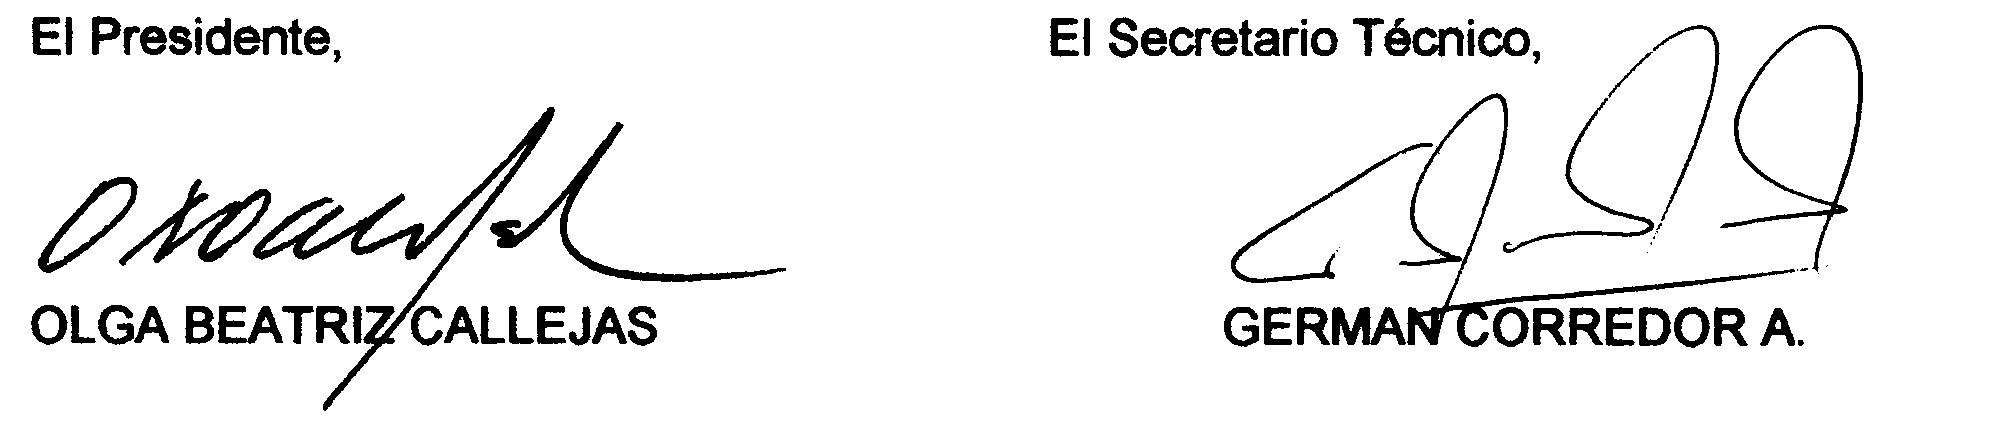 El Presidente,
El Secretario Técnico,
OLGA BEATRIZ CALLEJAS
GERMAN CORREDOR A.